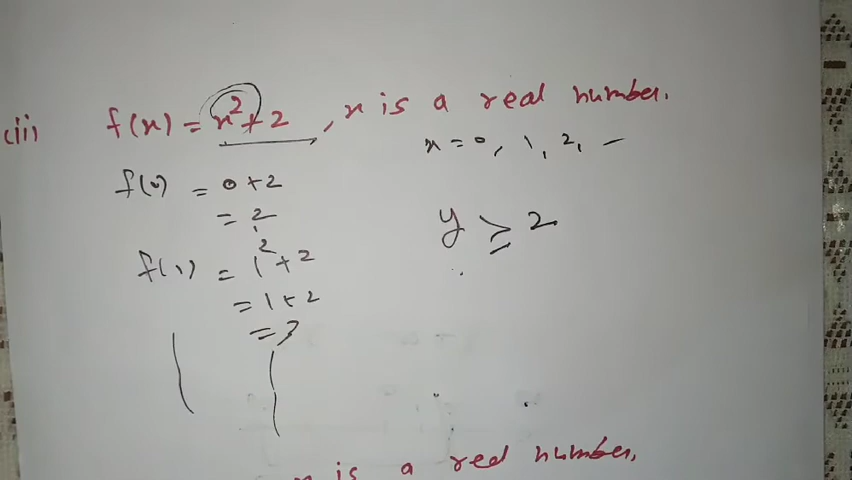 (ii) f(x) = x²+2, x is a real number.
x = 0, 1, 2, –
f(0) = 0+2
= 2
y ≥ 2
f(1) = 1²+2
= 1+2
= 3
x is a real number.